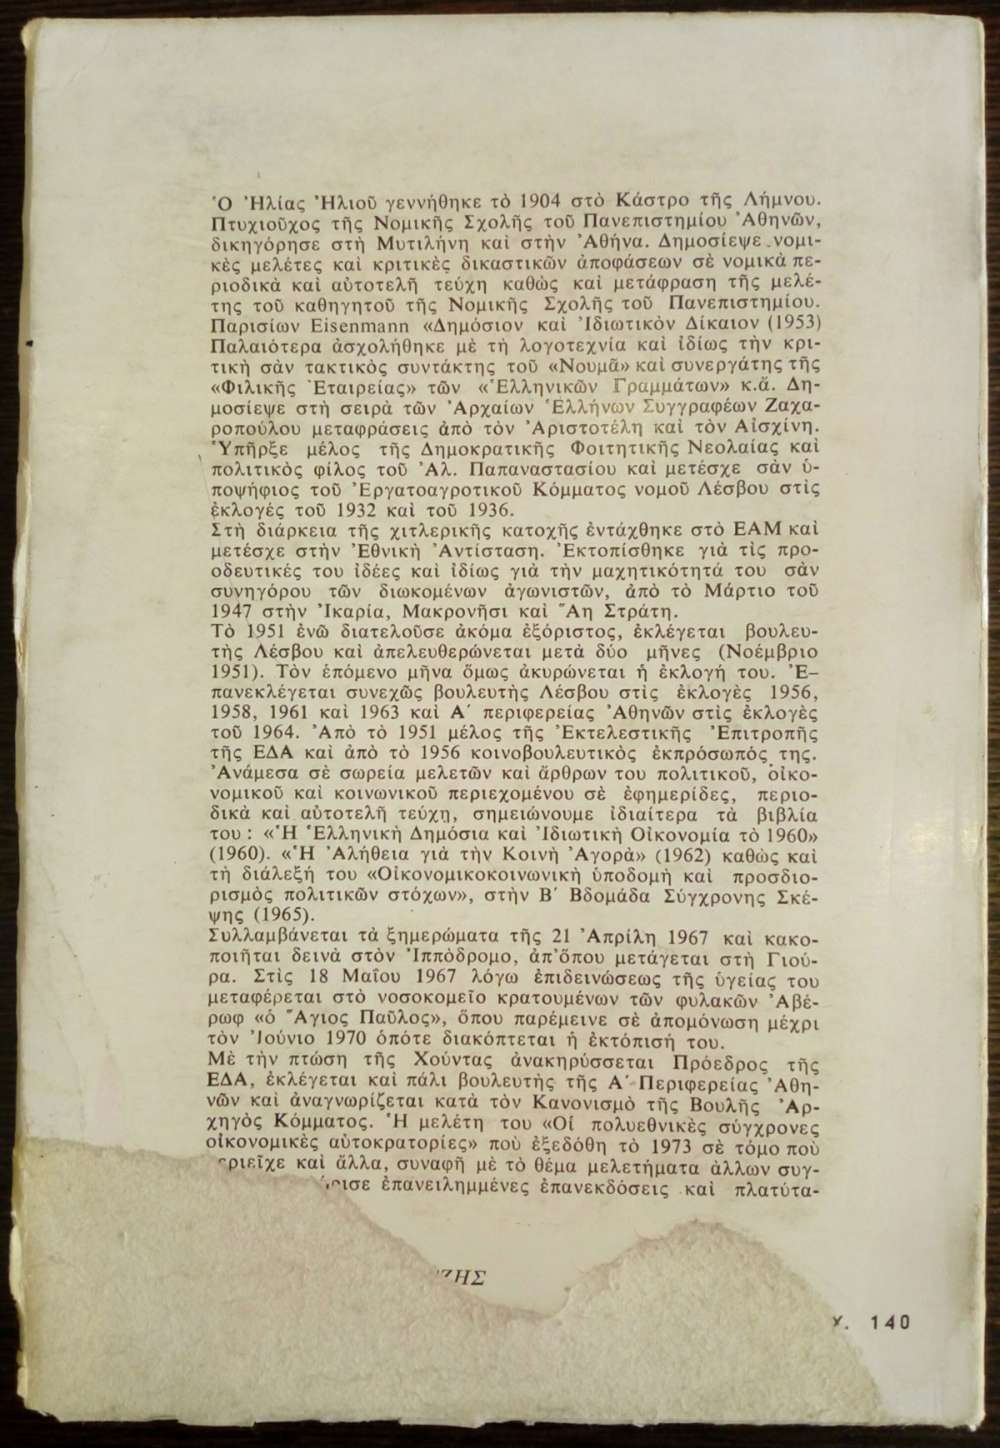 Ὁ Ἠλίας Ἠλιοῦ γεννήθηκε τὸ 1904 στὸ Κάστρο τῆς Λήμνου.
Πτυχιοῦχος τῆς Νομικῆς Σχολῆς τοῦ Πανεπιστημίου Ἀθηνῶν,
δικηγόρησε στὴ Μυτιλήνη καὶ στὴν Ἀθήνα. Δημοσίεψε νομι-
κὲς μελέτες καὶ κριτικὲς δικαστικῶν ἀποφάσεων σὲ νομικὰ πε-
ριοδικὰ καὶ αὐτοτελῆ τεύχη καθὼς καὶ μετάφραση τῆς μελέ-
της τοῦ καθηγητοῦ τῆς Νομικῆς Σχολῆς τοῦ Πανεπιστημίου.
Παρισίων Eisenmann «Δημόσιον καὶ Ἰδιωτικὸν Δίκαιον (1953)
Παλαιότερα ἀσχολήθηκε μὲ τὴ λογοτεχνία καὶ ἰδίως τὴν κρι-
τικὴ σὰν τακτικὸς συντάκτης τοῦ «Νουμᾶ» καὶ συνεργάτης τῆς
«Φιλικῆς Ἑταιρείας» τῶν «Ἑλληνικῶν Γραμμάτων» κ.ἄ. Δη-
μοσίεψε στὴ σειρὰ τῶν Ἀρχαίων Ἑλλήνων Συγγραφέων Ζαχα-
ροπούλου μεταφράσεις ἀπὸ τὸν Ἀριστοτέλη καὶ τὸν Αἰσχίνη.
Ὑπῆρξε μέλος τῆς Δημοκρατικῆς Φοιτητικῆς Νεολαίας καὶ
πολιτικὸς φίλος τοῦ Ἀλ. Παπαναστασίου καὶ μετέσχε σὰν ὑ-
ποψήφιος τοῦ Ἐργατοαγροτικοῦ Κόμματος νομοῦ Λέσβου στὶς
ἐκλογές τοῦ 1932 καὶ τοῦ 1936.
Στὴ διάρκεια τῆς χιτλερικῆς κατοχῆς ἐντάχθηκε στὸ ΕΑΜ καὶ
μετέσχε στὴν Ἐθνικὴ Ἀντίσταση. Ἐκτοπίσθηκε γιὰ τὶς προ-
οδευτικές του ἰδέες καὶ ἰδίως γιὰ τὴν μαχητικότητά του σὰν
συνηγόρου τῶν διωκομένων ἀγωνιστῶν, ἀπὸ τὸ Μάρτιο τοῦ
1947 στὴν Ἰκαρία, Μακρονῆσι καὶ Ἅη Στράτη.
Τὸ 1951 ἐνῶ διατελοῦσε ἀκόμα ἐξόριστος, ἐκλέγεται βουλευ-
τὴς Λέσβου καὶ ἀπελευθερώνεται μετὰ δύο μῆνες (Νοέμβριο
1951). Τὸν ἑπόμενο μῆνα ὅμως ἀκυρώνεται ἡ ἐκλογή του. Ἐ-
πανεκλέγεται συνεχῶς βουλευτὴς Λέσβου στὶς ἐκλογὲς 1956,
1958, 1961 καὶ 1963 καὶ Α΄ περιφερείας Ἀθηνῶν στὶς ἐκλογὲς
τοῦ 1964. Ἀπὸ τὸ 1951 μέλος τῆς Ἐκτελεστικῆς Ἐπιτροπῆς
τῆς ΕΔΑ καὶ ἀπὸ τὸ 1956 κοινοβουλευτικὸς ἐκπρόσωπός της.
Ἀνάμεσα σὲ σωρεία μελετῶν καὶ ἄρθρων του πολιτικοῦ, οἰκο-
νομικοῦ καὶ κοινωνικοῦ περιεχομένου σὲ ἐφημερίδες, περιο-
δικὰ καὶ αὐτοτελῆ τεύχη, σημειώνουμε ἰδιαίτερα τὰ βιβλία
του : «Ἡ Ἑλληνικὴ Δημόσια καὶ Ἰδιωτικὴ Οἰκονομία τὸ 1960»
(1960). «Ἡ Ἀλήθεια γιὰ τὴν Κοινὴ Ἀγορὰ» (1962) καθὼς καὶ
τὴ διάλεξή του «Οἰκονομικοκοινωνικὴ ὑποδομὴ καὶ προσδιο-
ρισμὸς πολιτικῶν στόχων», στὴν Β΄ Βδομάδα Σύγχρονης Σκέ-
ψης (1965).
Συλλαμβάνεται τὰ ξημερώματα τῆς 21 Ἀπρίλη 1967 καὶ κακο-
ποιῆται δεινὰ στὸν Ἱππόδρομο, ἀπ᾽ὅπου μετάγεται στὴ Γιού-
ρα. Στὶς 18 Μαΐου 1967 λόγω ἐπιδεινώσεως τῆς ὑγείας του
μεταφέρεται στὸ νοσοκομεῖο κρατουμένων τῶν φυλακῶν Ἀβέ-
ρωφ «ὁ Ἅγιος Παῦλος», ὅπου παρέμεινε σὲ ἀπομόνωση μέχρι
τὸν Ἰούνιο 1970 ὁπότε διακόπτεται ἡ ἐκτόπισή του.
Μὲ τὴν πτώση τῆς Χούντας ἀνακηρύσσεται Πρόεδρος τῆς
ΕΔΑ, ἐκλέγεται καὶ πάλι βουλευτὴς τῆς Α΄ Περιφερείας Ἀθη-
νῶν καὶ ἀναγνωρίζεται κατὰ τὸν Κανονισμὸ τῆς Βουλῆς Ἀρ-
χηγὸς Κόμματος. Ἡ μελέτη του «Οἱ πολυεθνικὲς σύγχρονες
οἰκονομικὲς αὐτοκρατορίες» ποὺ ἐξεδόθη τὸ 1973 σὲ τόμο ποὺ
εριεῖχε καὶ ἄλλα, συναφῆ μὲ τὸ θέμα μελετήματα ἄλλων συγ-
ρισε ἐπανειλημμένες ἐπανεκδόσεις καὶ πλατύτα-
ΗΣ
χ. 140